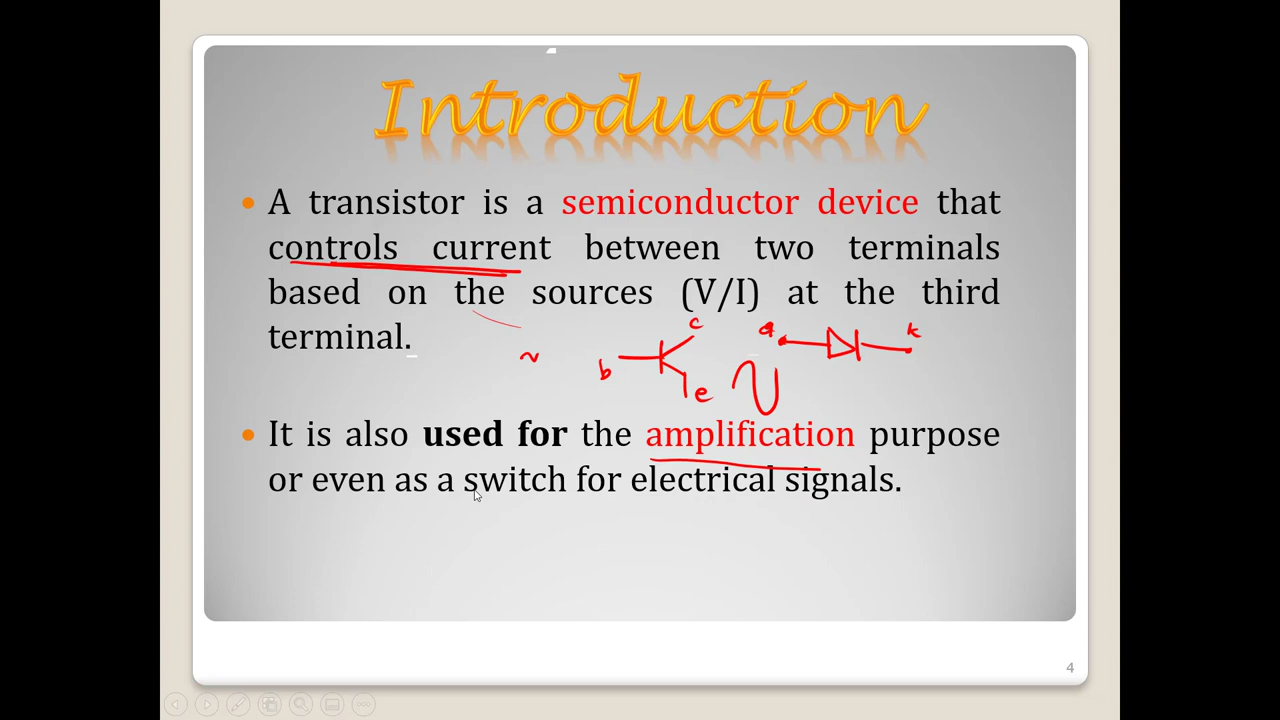 Introduction
• A transistor is a semiconductor device that
controls current between two terminals
based on the sources (V/I) at the third
terminal.
c
a
k
b
e
• It is also used for the amplification purpose
or even as a switch for electrical signals.
4